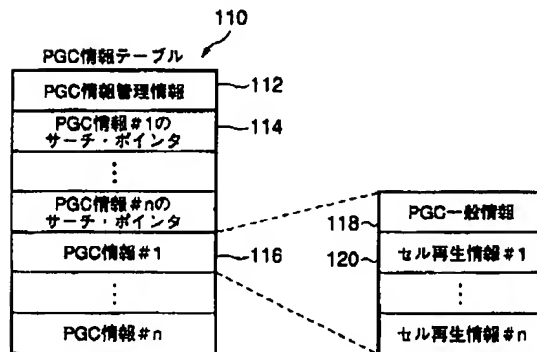 110
PGC情報テーブル
PGC情報管理情報
112
PGC情報#1の
サーチ・ポインタ
114
⋮
PGC情報#nの
サーチ・ポインタ
PGC情報#1
116
⋮
PGC情報#n
PGC一般情報
118
セル再生情報#1
120
⋮
セル再生情報#n